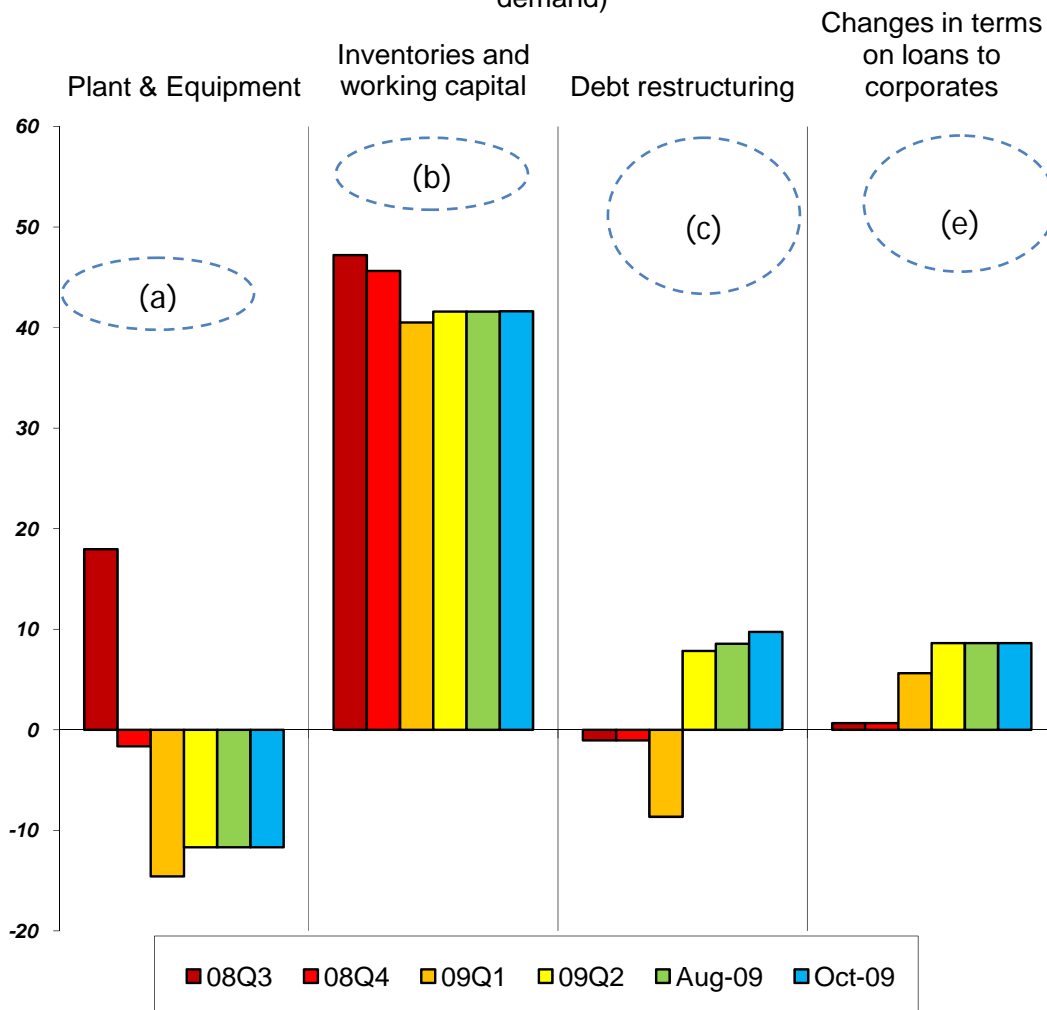 demand)
Plant & Equipment
Inventories and
working capital
Debt restructuring
Changes in terms
on loans to
corporates
60
50
40
30
20
10
0
-10
-20
(a)
(b)
(c)
(e)
08Q3 08Q4 09Q1 09Q2 Aug-09 Oct-09